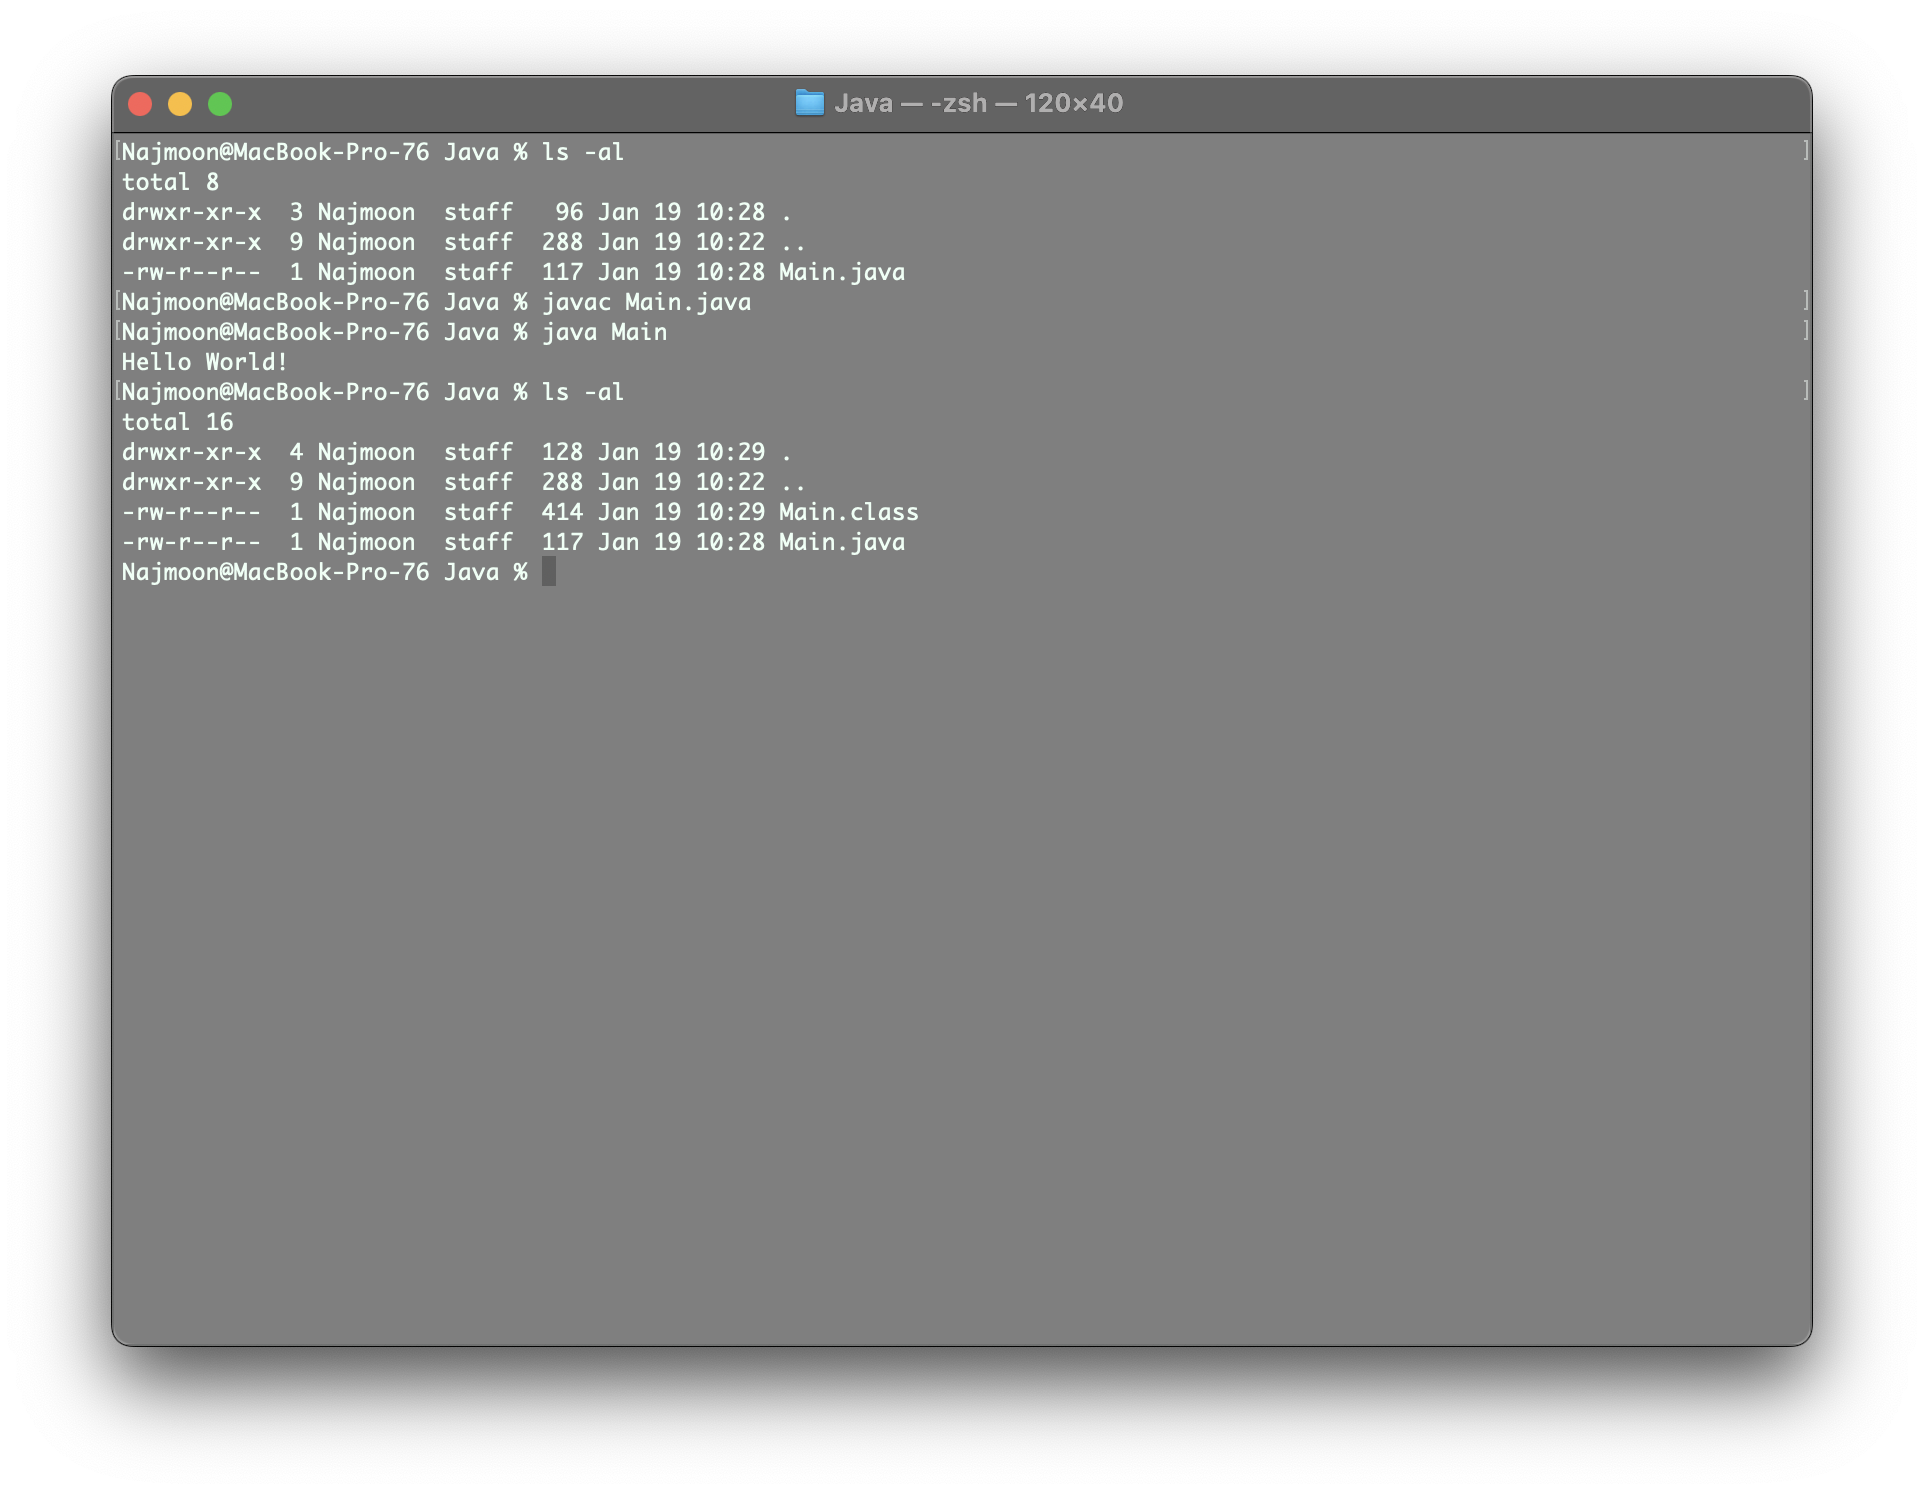 Java — -zsh — 120×40
[Najmoon@MacBook-Pro-76 Java % ls -al ]
total 8
drwxr-xr-x  3 Najmoon  staff   96 Jan 19 10:28 .
drwxr-xr-x  9 Najmoon  staff  288 Jan 19 10:22 ..
-rw-r--r--  1 Najmoon  staff  117 Jan 19 10:28 Main.java
[Najmoon@MacBook-Pro-76 Java % javac Main.java ]
[Najmoon@MacBook-Pro-76 Java % java Main ]
Hello World!
[Najmoon@MacBook-Pro-76 Java % ls -al ]
total 16
drwxr-xr-x  4 Najmoon  staff  128 Jan 19 10:29 .
drwxr-xr-x  9 Najmoon  staff  288 Jan 19 10:22 ..
-rw-r--r--  1 Najmoon  staff  414 Jan 19 10:29 Main.class
-rw-r--r--  1 Najmoon  staff  117 Jan 19 10:28 Main.java
Najmoon@MacBook-Pro-76 Java %